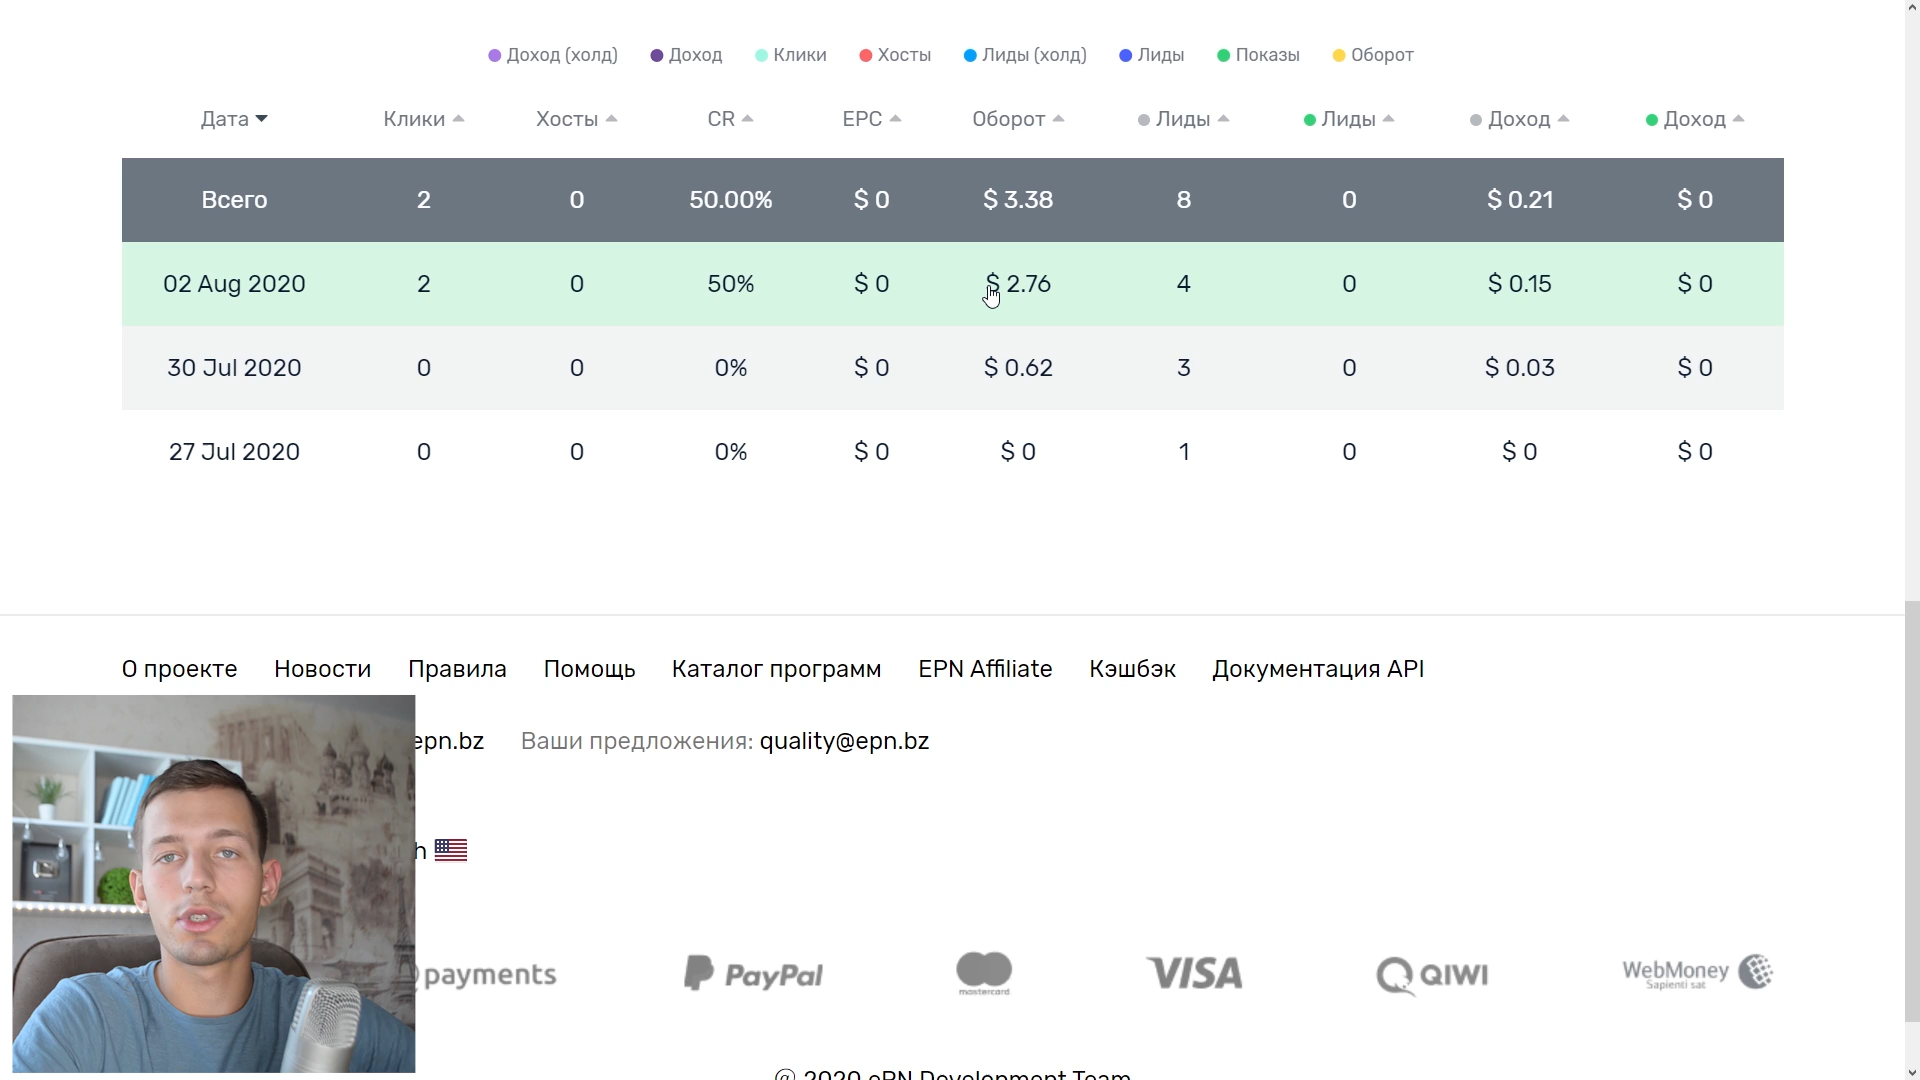 Доход (холд) Доход Клики Хосты Лиды (холд) Лиды Показы Оборот
Дата Клики Хосты CR EPC Оборот Лиды Лиды Доход Доход
Всего 2 0 50.00% $ 0 $ 3.38 8 0 $ 0.21 $ 0
02 Aug 2020 2 0 50% $ 0 $ 2.76 4 0 $ 0.15 $ 0
30 Jul 2020 0 0 0% $ 0 $ 0.62 3 0 $ 0.03 $ 0
27 Jul 2020 0 0 0% $ 0 $ 0 1 0 $ 0 $ 0
О проекте Новости Правила Помощь Каталог программ EPN Affiliate Кэшбэк Документация API
epn.bz Ваши предложения: quality@epn.bz
h
payments PayPal mastercard VISA QIWI WebMoney
Sapienti sat
@ 2020 ePN Development Team